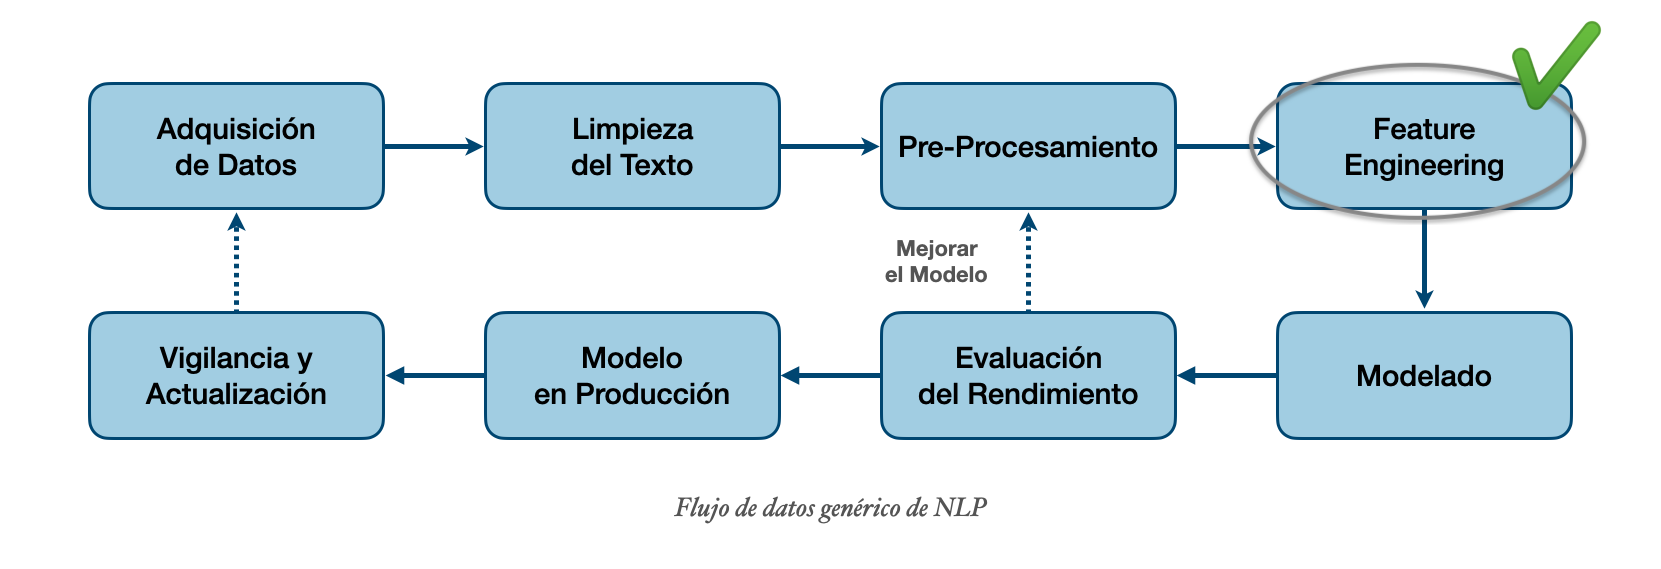 Adquisición
de Datos
Limpieza
del Texto
Pre-Procesamiento
Feature
Engineering
Mejorar
el Modelo
Vigilancia y
Actualización
Modelo
en Producción
Evaluación
del Rendimiento
Modelado
Flujo de datos genérico de NLP